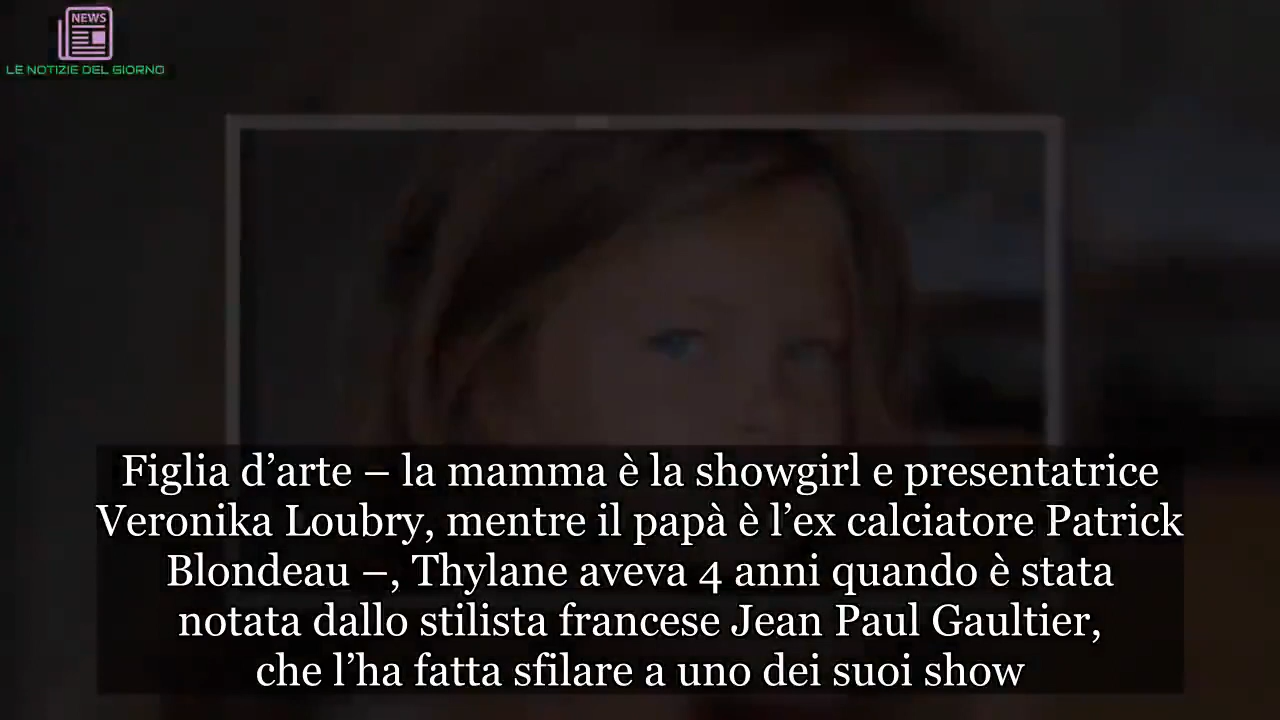 NEWS
LE NOTIZIE DEL GIORNO
Figlia d’arte – la mamma è la showgirl e presentatrice
Veronika Loubry, mentre il papà è l’ex calciatore Patrick
Blondeau –, Thylane aveva 4 anni quando è stata
notata dallo stilista francese Jean Paul Gaultier,
che l’ha fatta sfilare a uno dei suoi show